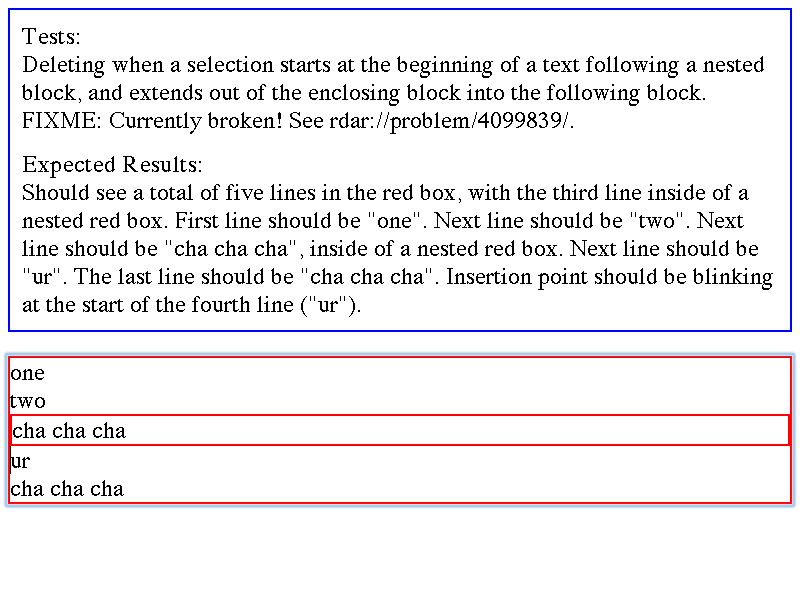 Tests:
Deleting when a selection starts at the beginning of a text following a nested
block, and extends out of the enclosing block into the following block.
FIXME: Currently broken! See rdar://problem/4099839/.
Expected Results:
Should see a total of five lines in the red box, with the third line inside of a
nested red box. First line should be "one". Next line should be "two". Next
line should be "cha cha cha", inside of a nested red box. Next line should be
"ur". The last line should be "cha cha cha". Insertion point should be blinking
at the start of the fourth line ("ur").
one
two
cha cha cha
ur
cha cha cha